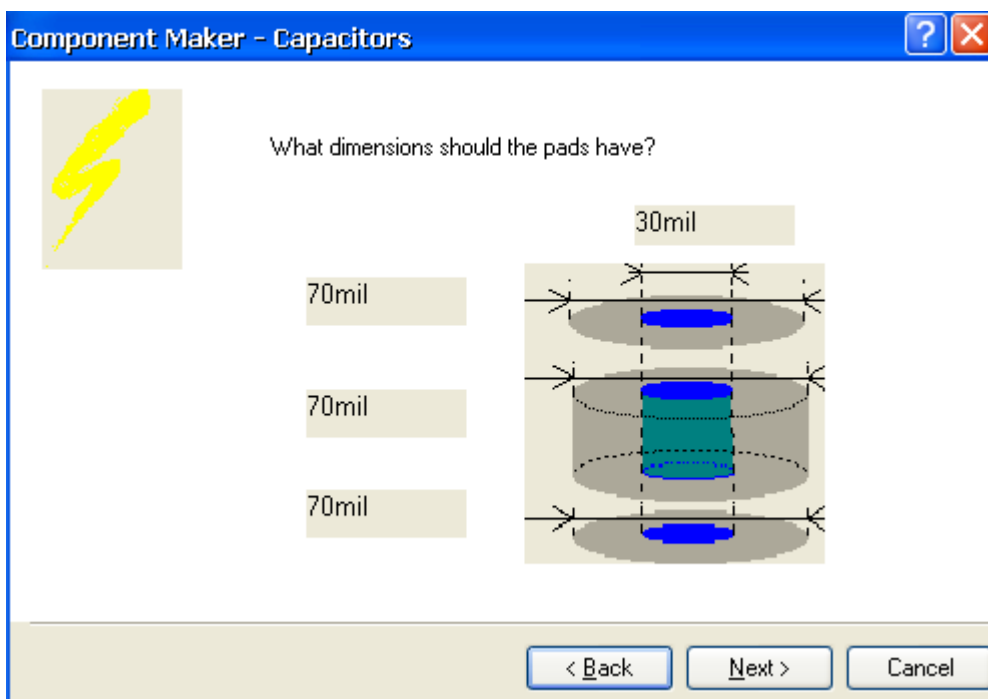 Component Maker - Capacitors
What dimensions should the pads have?
30mil
70mil
70mil
70mil
< Back
Next >
Cancel